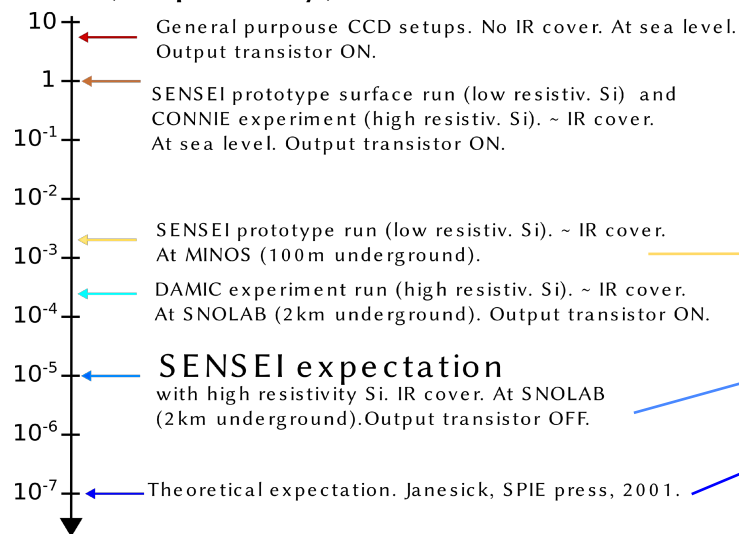 10
General purpouse CCD setups. No IR cover. At sea level.
Output transistor ON.
1
SENSEI prototype surface run (low resistiv. Si) and
CONNIE experiment (high resistiv. Si). ~ IR cover.
At sea level. Output transistor ON.
10⁻¹
10⁻²
SENSEI prototype run (low resistiv. Si). ~ IR cover.
At MINOS (100m underground).
10⁻³
DAMIC experiment run (high resistiv. Si). ~ IR cover.
At SNOLAB (2km underground). Output transistor ON.
10⁻⁴
SENSEI expectation
10⁻⁵
with high resistivity Si. IR cover. At SNOLAB
(2km underground).Output transistor OFF.
10⁻⁶
10⁻⁷
Theoretical expectation. Janesick, SPIE press, 2001.